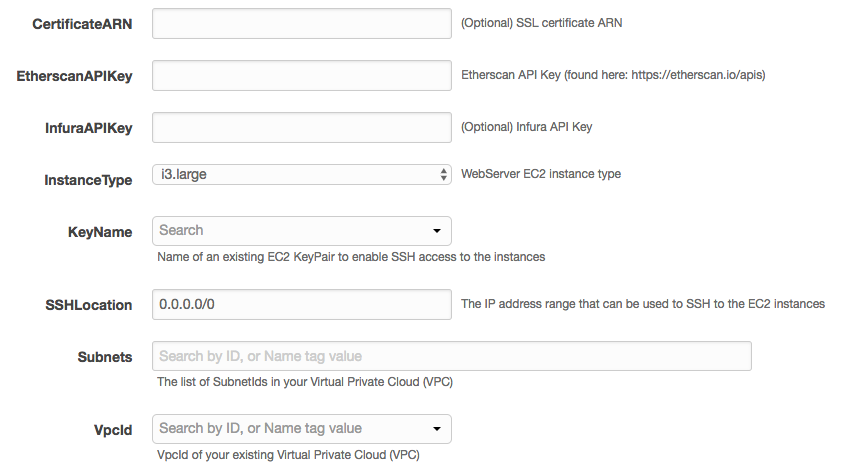 CertificateARN (Optional) SSL certificate ARN
EtherscanAPIKey Etherscan API Key (found here: https://etherscan.io/apis)
InfuraAPIKey (Optional) Infura API Key
InstanceType i3.large WebServer EC2 instance type
KeyName Search
Name of an existing EC2 KeyPair to enable SSH access to the instances
SSHLocation 0.0.0.0/0 The IP address range that can be used to SSH to the EC2 instances
Subnets Search by ID, or Name tag value
The list of SubnetIds in your Virtual Private Cloud (VPC)
VpcId Search by ID, or Name tag value
VpcId of your existing Virtual Private Cloud (VPC)